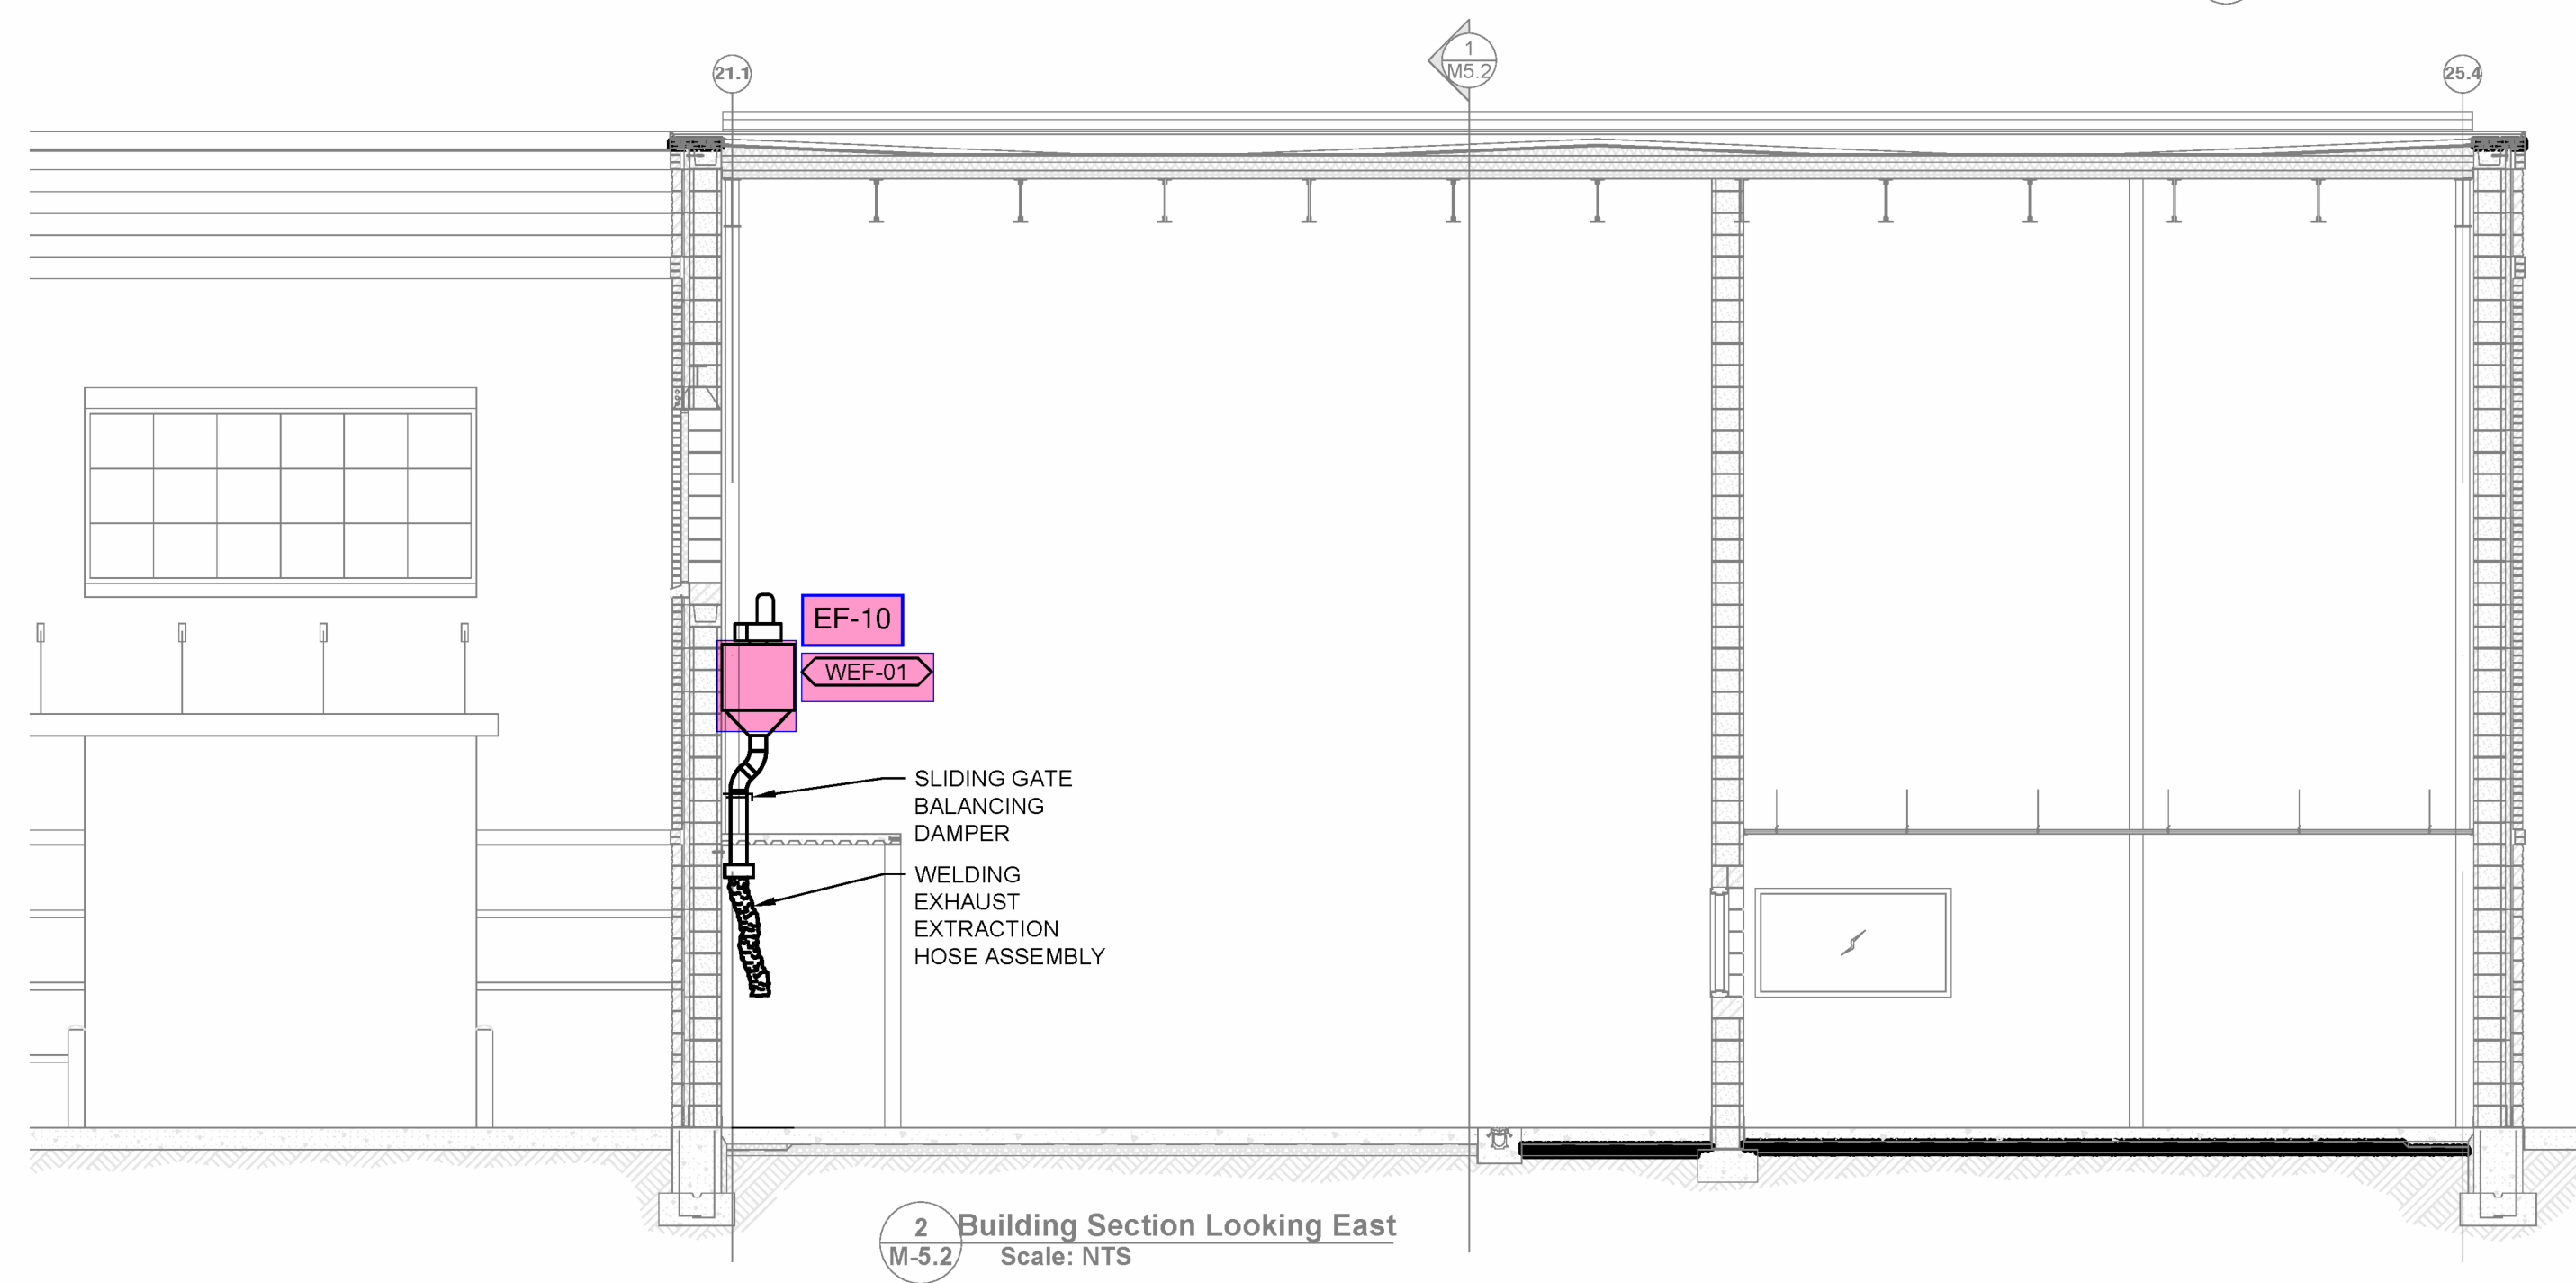 1
M5.2
21.1
25.4
EF-10
WEF-01
SLIDING GATE
BALANCING
DAMPER
WELDING
EXHAUST
EXTRACTION
HOSE ASSEMBLY
2
Building Section Looking East
M-5.2
Scale: NTS